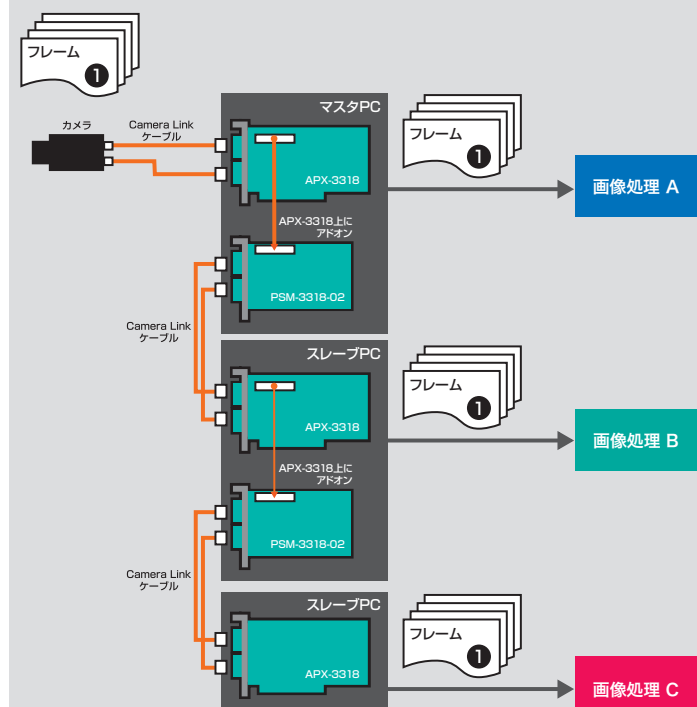 フレーム
1
カメラ
Camera Link
ケーブル
マスタPC
APX-3318
フレーム
1
画像処理 A
APX-3318上に
アドオン
PSM-3318-02
Camera Link
ケーブル
スレーブPC
APX-3318
フレーム
1
画像処理 B
APX-3318上に
アドオン
PSM-3318-02
Camera Link
ケーブル
スレーブPC
APX-3318
フレーム
1
画像処理 C